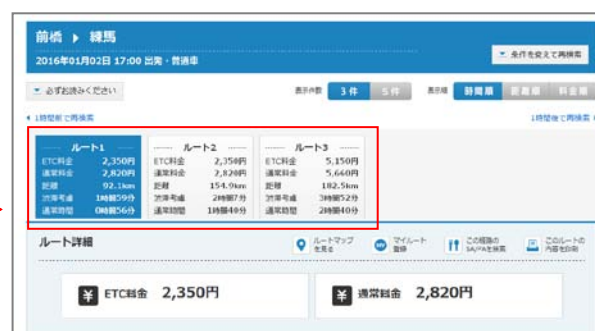 前橋 ▶ 練馬
2016年01月02日 17:00 出発・普通車
条件を変えて再検索
必ずお読みください
表示件数 3件 5件 表示順 時間順 距離順 料金順
1時間前で再検索 1時間後で再検索
ルート1 ルート2 ルート3
ETC料金 2,350円 ETC料金 2,350円 ETC料金 5,150円
通常料金 2,820円 通常料金 2,820円 通常料金 5,660円
距離 92.1km 距離 154.9km 距離 182.5km
渋滞考慮 1時間59分 渋滞考慮 2時間7分 渋滞考慮 3時間52分
通常時間 0時間56分 通常時間 1時間40分 通常時間 2時間40分
ルート詳細 ルートマップを見る マイルート登録 この経路のSA/PAを検索 このルートの内容を印刷
¥ ETC料金 2,350円 ¥ 通常料金 2,820円